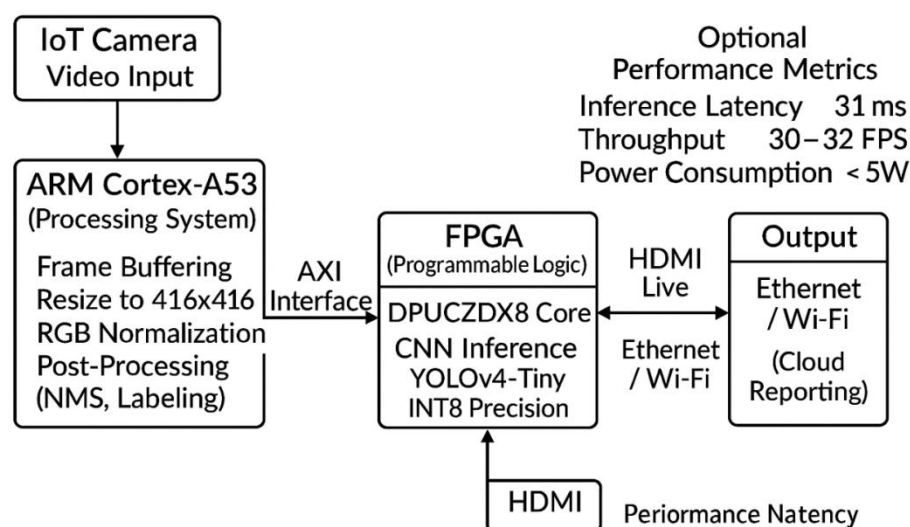 IoT Camera
Video Input
Optional
Performance Metrics
Inference Latency 31 ms
Throughput 30–32 FPS
Power Consumption < 5W
ARM Cortex-A53
(Processing System)
Frame Buffering
Resize to 416x416
RGB Normalization
Post-Processing
(NMS, Labeling)
AXI
Interface
FPGA
(Programmable Logic)
DPUCZDX8 Core
CNN Inference
YOLOv4-Tiny
INT8 Precision
HDMI
Live
Ethernet
/ Wi-Fi
Output
Ethernet
/ Wi-Fi
(Cloud
Reporting)
HDMI
Periormance Natency